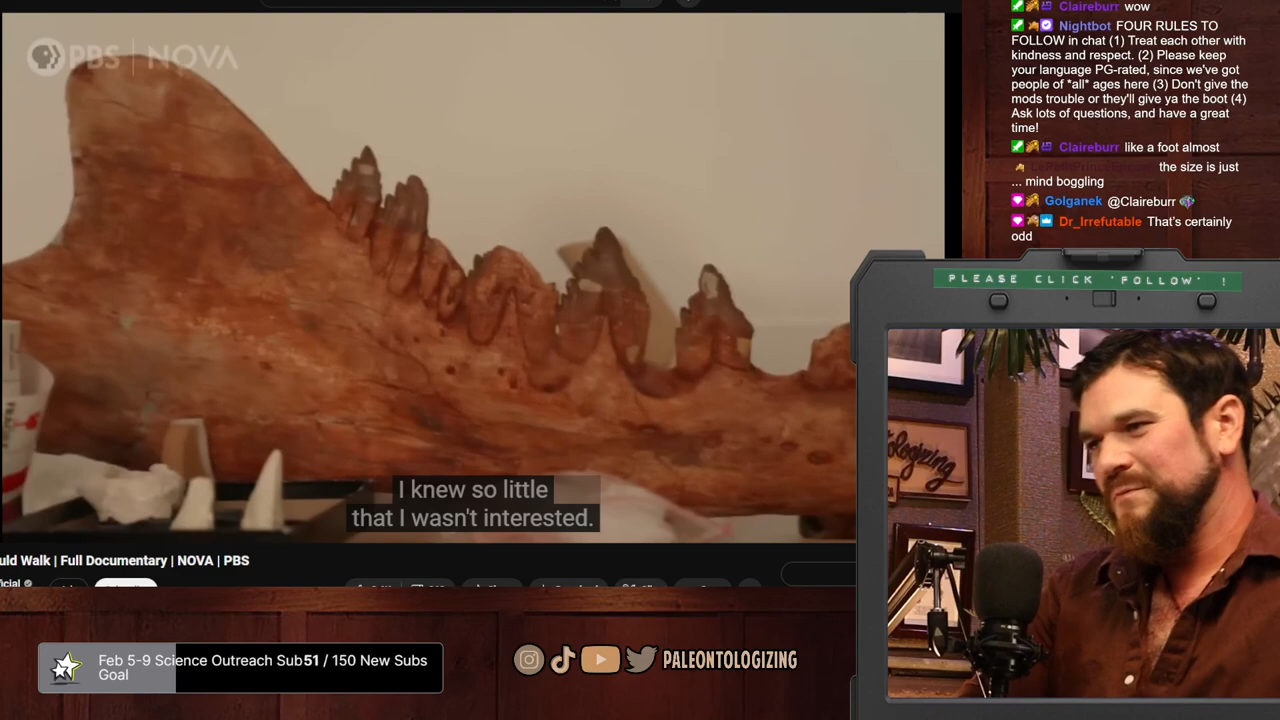 PBS | NOVA
I knew so little
that I wasn't interested.
uld Walk | Full Documentary | NOVA | PBS
icial
Feb 5-9 Science Outreach Sub
Goal
51 / 150 New Subs
PALEONTOLOGIZING
Claireburr wow
Nightbot FOUR RULES TO
FOLLOW in chat (1) Treat each other with
kindness and respect. (2) Please keep
your language PG-rated, since we've got
people of *all* ages here (3) Don't give the
mods trouble or they'll give ya the boot (4)
Ask lots of questions, and have a great
time!
Claireburr like a foot almost
the size is just
... mind boggling
Golganek @Claireburr
Dr_Irrefutable That's certainly
odd
PLEASE CLICK 'FOLLOW' !
ologizing